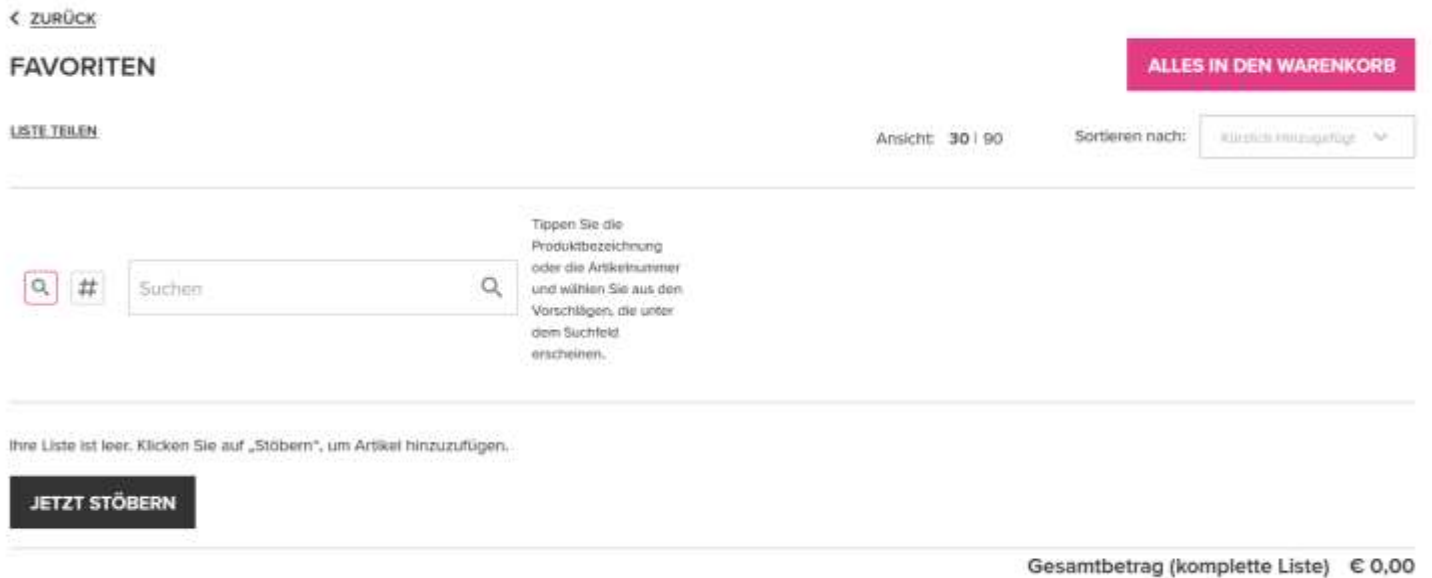 < ZURÜCK
FAVORITEN
ALLES IN DEN WARENKORB
LISTE TEILEN
Ansicht: 30 | 90
Sortieren nach:
Kürzlich Hinzugefügt
Suchen
Tippen Sie die
Produktbezeichnung
oder die Artikelnummer
und wählen Sie aus den
Vorschlägen, die unter
dem Suchfeld
erscheinen.
Ihre Liste ist leer. Klicken Sie auf „Stöbern“, um Artikel hinzuzufügen.
JETZT STÖBERN
Gesamtbetrag (komplette Liste) € 0,00